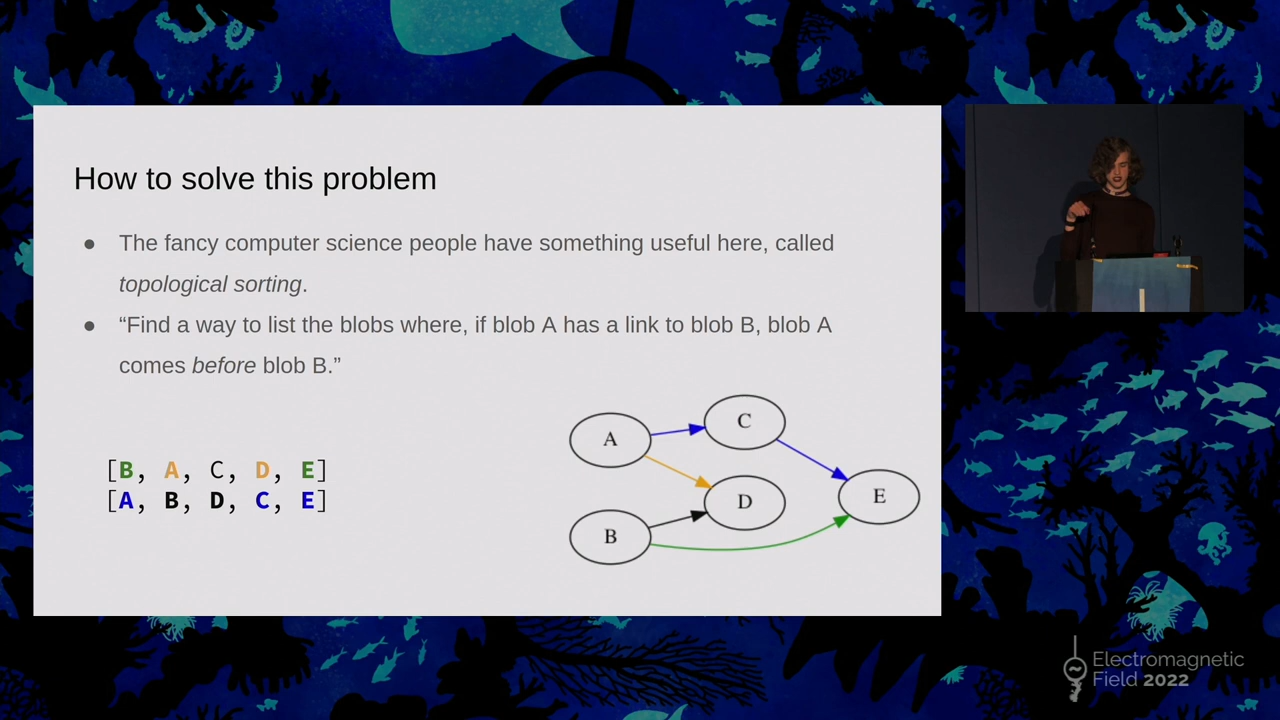 How to solve this problem
● The fancy computer science people have something useful here, called
topological sorting.
● “Find a way to list the blobs where, if blob A has a link to blob B, blob A
comes before blob B.”
[B, A, C, D, E]
[A, B, D, C, E]
A
C
D
B
E
Electromagnetic
Field 2022